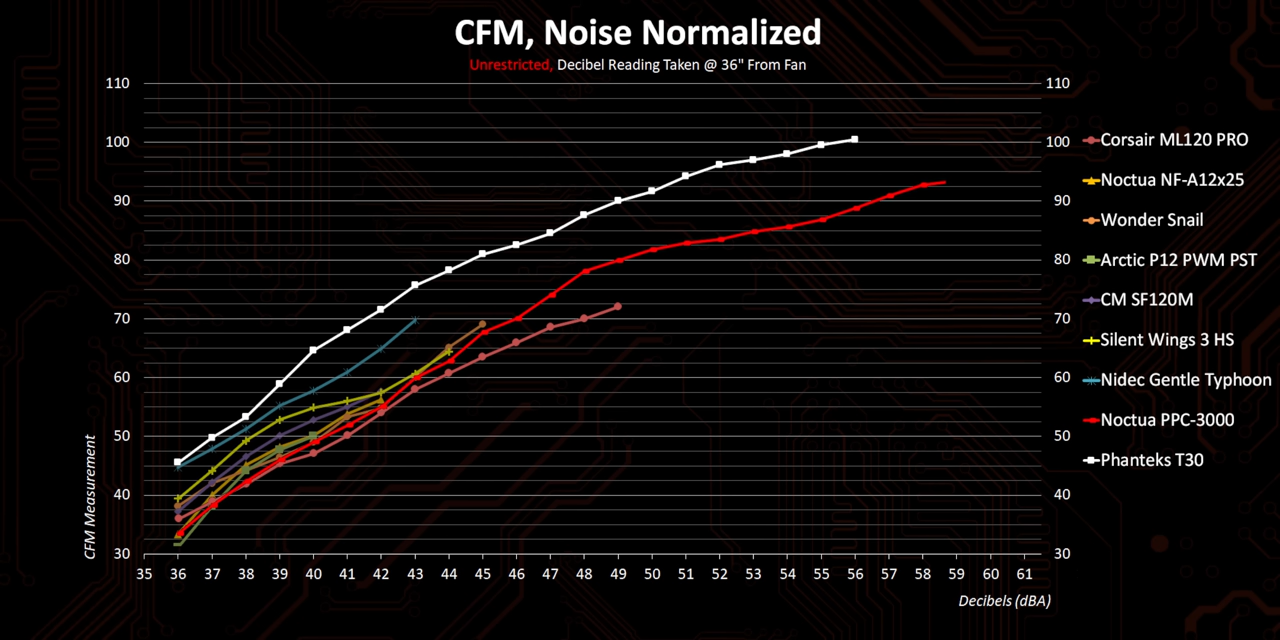 CFM, Noise Normalized
Unrestricted, Decibel Reading Taken @ 36" From Fan
110 110
100 100
90 90
80 80
70 70
60 60
50 50
40 40
30 30
CFM Measurement
35 36 37 38 39 40 41 42 43 44 45 46 47 48 49 50 51 52 53 54 55 56 57 58 59 60 61
Decibels (dBA)
Corsair ML120 PRO
Noctua NF-A12x25
Wonder Snail
Arctic P12 PWM PST
CM SF120M
Silent Wings 3 HS
Nidec Gentle Typhoon
Noctua PPC-3000
Phanteks T30